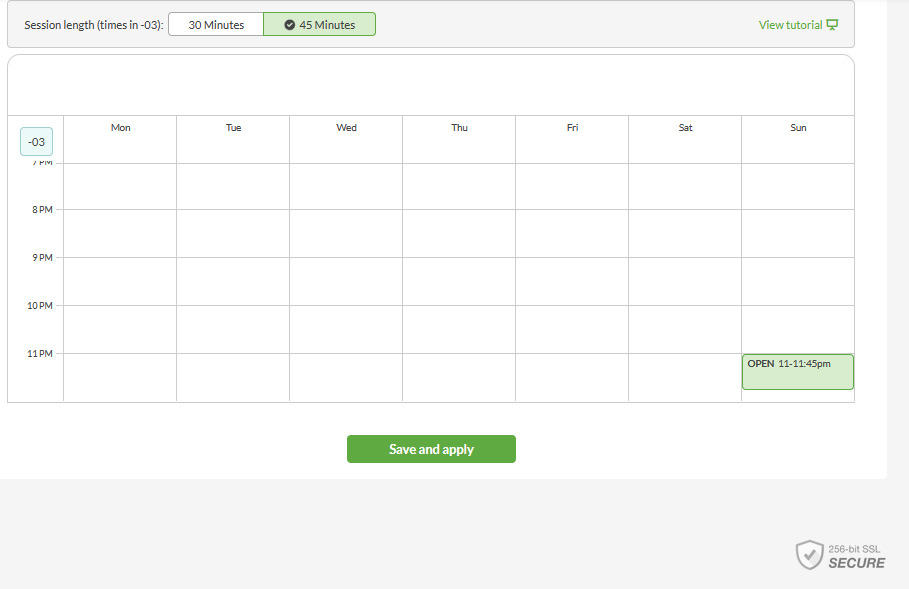 Session length (times in -03): 30 Minutes 45 Minutes View tutorial
-03 Mon Tue Wed Thu Fri Sat Sun
7 PM
8 PM
9 PM
10 PM
11 PM
OPEN 11-11:45pm
Save and apply
256-bit SSL
SECURE